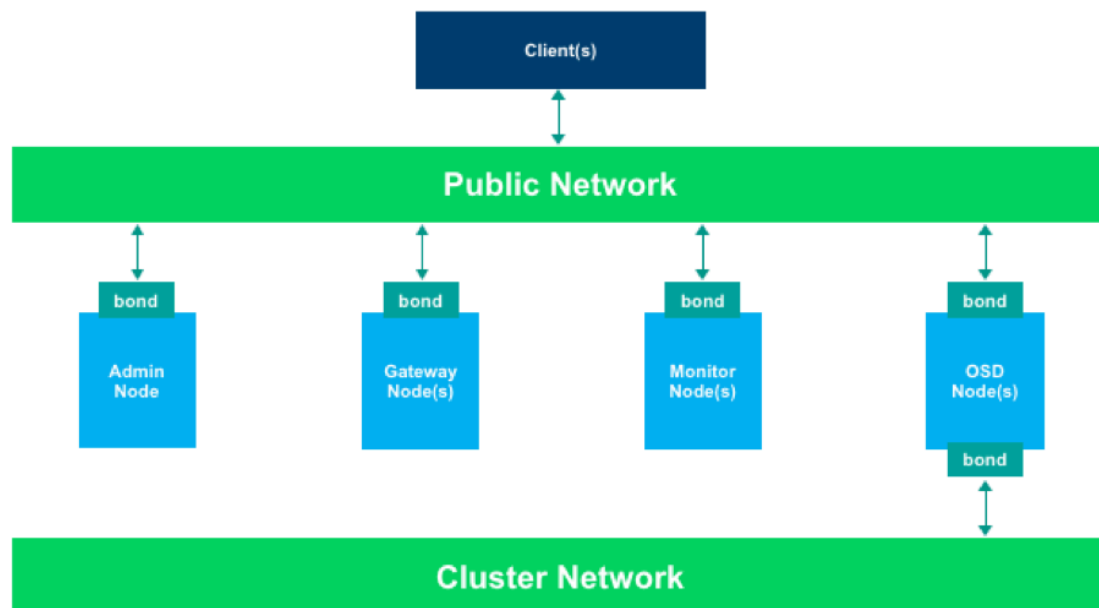 Client(s)
Public Network
bond
bond
bond
bond
Admin
Node
Gateway
Node(s)
Monitor
Node(s)
OSD
Node(s)
bond
Cluster Network